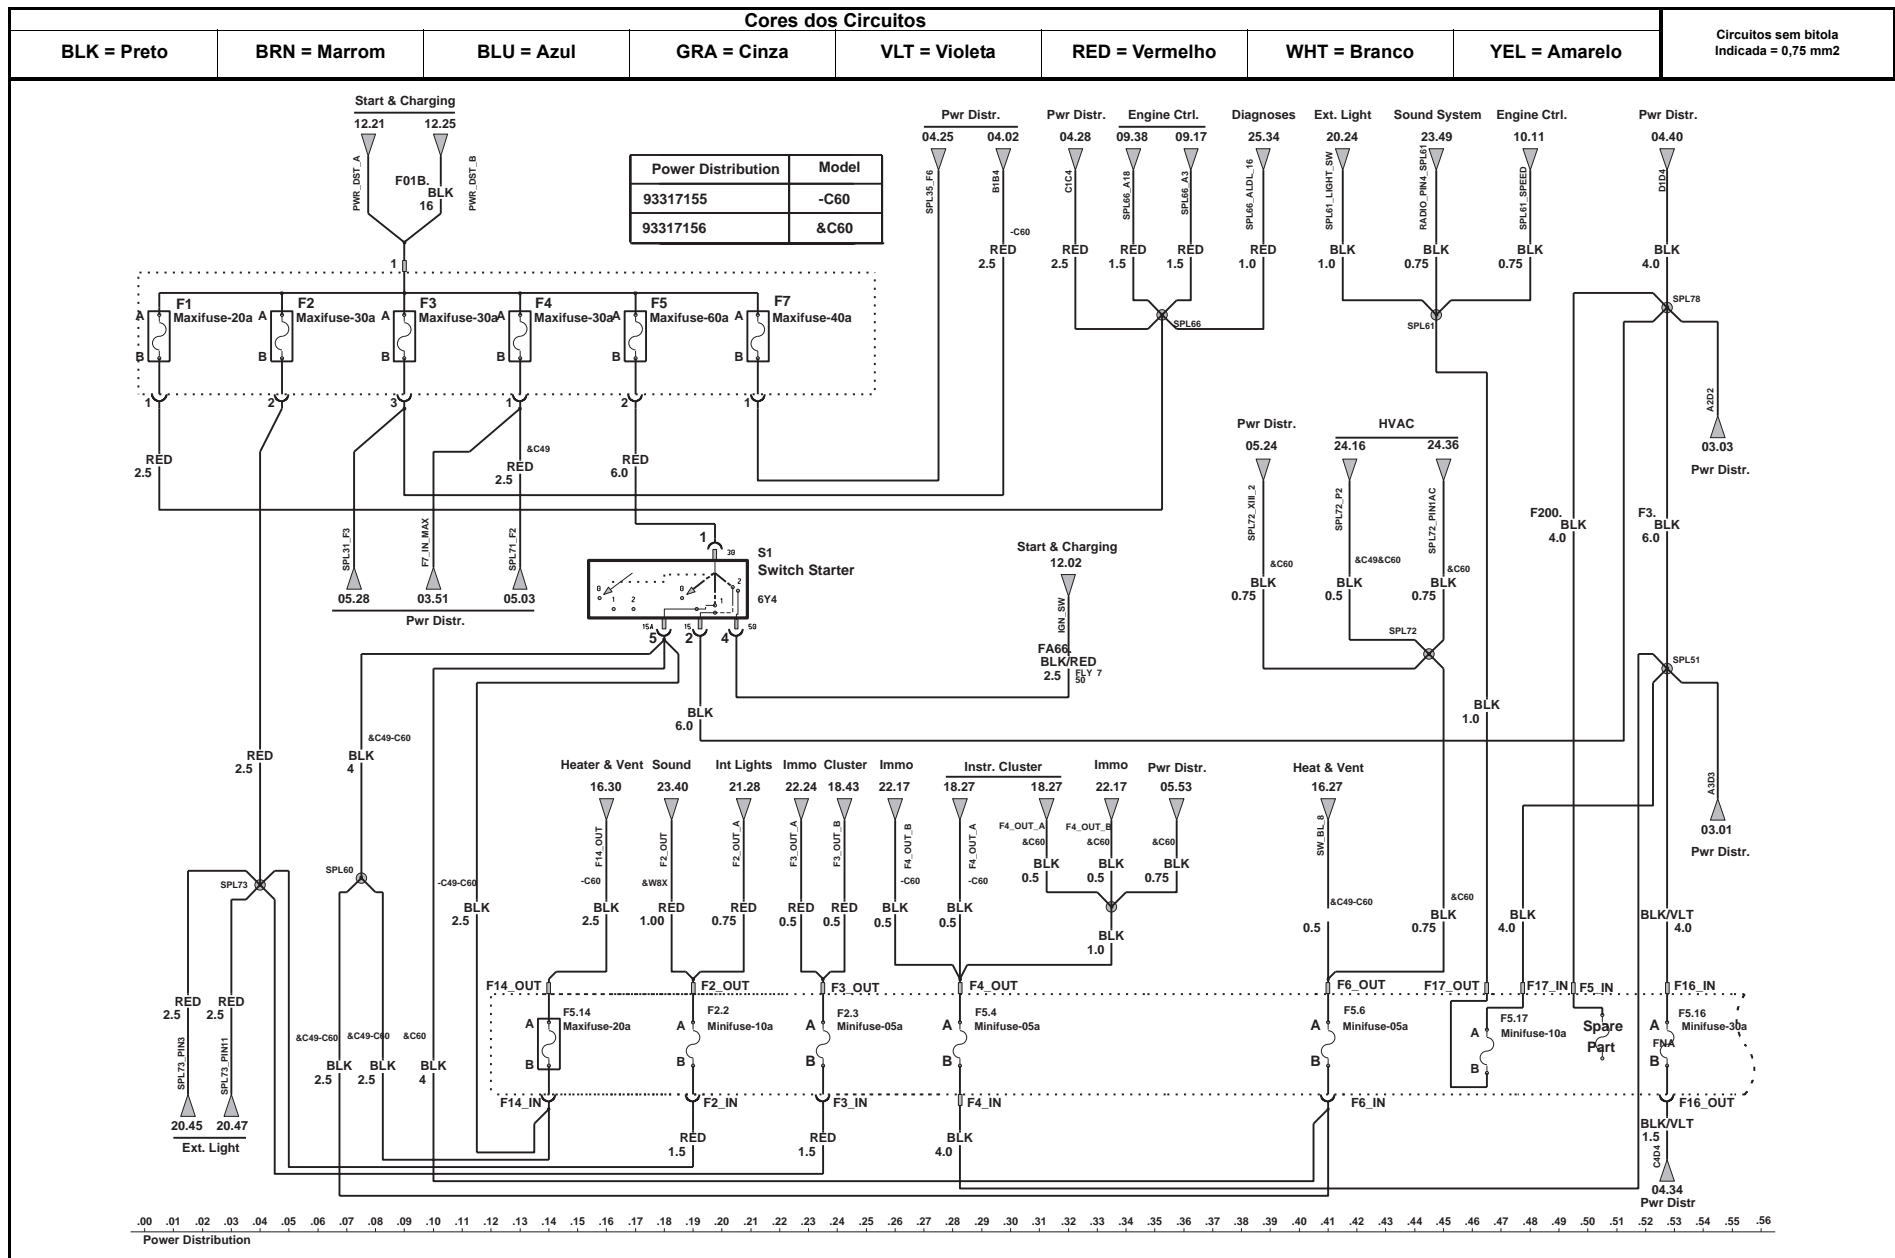 Cores dos Circuitos
BLK = Preto
BRN = Marrom
BLU = Azul
GRA = Cinza
VLT = Violeta
RED = Vermelho
WHT = Branco
YEL = Amarelo
Circuitos sem bitola
Indicada = 0,75 mm2
Start & Charging
12.21
12.25
PWR_DST_A
F01B.
BLK
16
PWR_DST_B
Power Distribution
Model
93317155
-C60
93317156
&C60
Pwr Distr.
04.25
04.02
SPL35_F6
B1B4
-C60
RED
2.5
Pwr Distr.
04.28
C1C4
RED
2.5
Engine Ctrl.
09.38
09.17
SPL66_A18
SPL66_A3
RED
1.5
RED
1.5
Diagnoses
25.34
SPL66_ALDL_16
RED
1.0
SPL66
Ext. Light
20.24
SPL61_LIGHT_SW
BLK
1.0
Sound System
23.49
RADIO_PIN4_SPL61
BLK
0.75
Engine Ctrl.
10.11
SPL61_SPEED
BLK
0.75
SPL61
Pwr Distr.
04.40
D1D4
BLK
4.0
SPL78
A2D2
03.03
Pwr Distr.
1
F1
Maxifuse-20a
A
B
F2
Maxifuse-30a
A
B
F3
Maxifuse-30a
A
B
F4
Maxifuse-30a
A
B
F5
Maxifuse-60a
A
B
F7
Maxifuse-40a
A
B
1
2
3
1
2
1
RED
2.5
&C49
RED
2.5
RED
6.0
SPL31_F3
F7_IN_MAX
SPL71_F2
05.28
03.51
05.03
Pwr Distr.
1
30
S1
Switch Starter
6Y4
0
1
2
0
1
2
15A
15
50
5
2
4
Start & Charging
12.02
IGN_SW
FA66.
BLK/RED
2.5
FLY 7
50
Pwr Distr.
05.24
SPL72_XIII_2
&C60
BLK
0.75
HVAC
24.16
24.36
SPL72_P2
SPL72_PIN1AC
&C49&C60
BLK
0.5
&C60
BLK
0.75
SPL72
F200.
BLK
4.0
F3.
BLK
6.0
SPL51
BLK
6.0
BLK
1.0
RED
2.5
&C49-C60
BLK
4
A3D3
03.01
Pwr Distr.
Heater & Vent
16.30
F14_OUT
-C60
BLK
2.5
Sound
23.40
F2_OUT
&W8X
RED
1.00
Int Lights
21.28
F2_OUT_A
RED
0.75
Immo
22.24
F3_OUT_A
RED
0.5
Cluster
18.43
F3_OUT_B
RED
0.5
Immo
22.17
F4_OUT_B
-C60
BLK
0.5
Instr. Cluster
18.27
18.27
F4_OUT_A
-C60
BLK
0.5
F4_OUT_A
&C60
BLK
0.5
Immo
22.17
F4_OUT_B
&C60
BLK
0.5
Pwr Distr.
05.53
&C60
BLK
0.75
BLK
1.0
Heat & Vent
16.27
SW_BL_8
&C49-C60
0.5
&C60
BLK
0.75
BLK
4.0
BLK/VLT
4.0
SPL73
SPL60
-C49-C60
BLK
2.5
RED
2.5
RED
2.5
SPL73_PIN3
SPL73_PIN11
20.45
20.47
Ext. Light
&C49-C60
BLK
2.5
&C49-C60
BLK
2.5
&C60
BLK
4
F14_OUT
F2_OUT
F3_OUT
F4_OUT
F6_OUT
F17_OUT
F17_IN
F5_IN
F16_IN
F5.14
Maxifuse-20a
A
B
F2.2
Minifuse-10a
A
B
F2.3
Minifuse-05a
A
B
F5.4
Minifuse-05a
A
B
F5.6
Minifuse-05a
A
B
F5.17
Minifuse-10a
A
B
Spare
Part
F5.16
Minifuse-30a
A
FNA
B
F14_IN
F2_IN
F3_IN
F4_IN
F6_IN
F16_OUT
RED
1.5
RED
1.5
BLK
4.0
BLK/VLT
1.5
C4D4
04.34
Pwr Distr
.00 .01 .02 .03 .04 .05 .06 .07 .08 .09 .10 .11 .12 .13 .14 .15 .16 .17 .18 .19 .20 .21 .22 .23 .24 .25 .26 .27 .28 .29 .30 .31 .32 .33 .34 .35 .36 .37 .38 .39 .40 .41 .42 .43 .44 .45 .46 .47 .48 .49 .50 .51 .52 .53 .54 .55 .56
Power Distribution